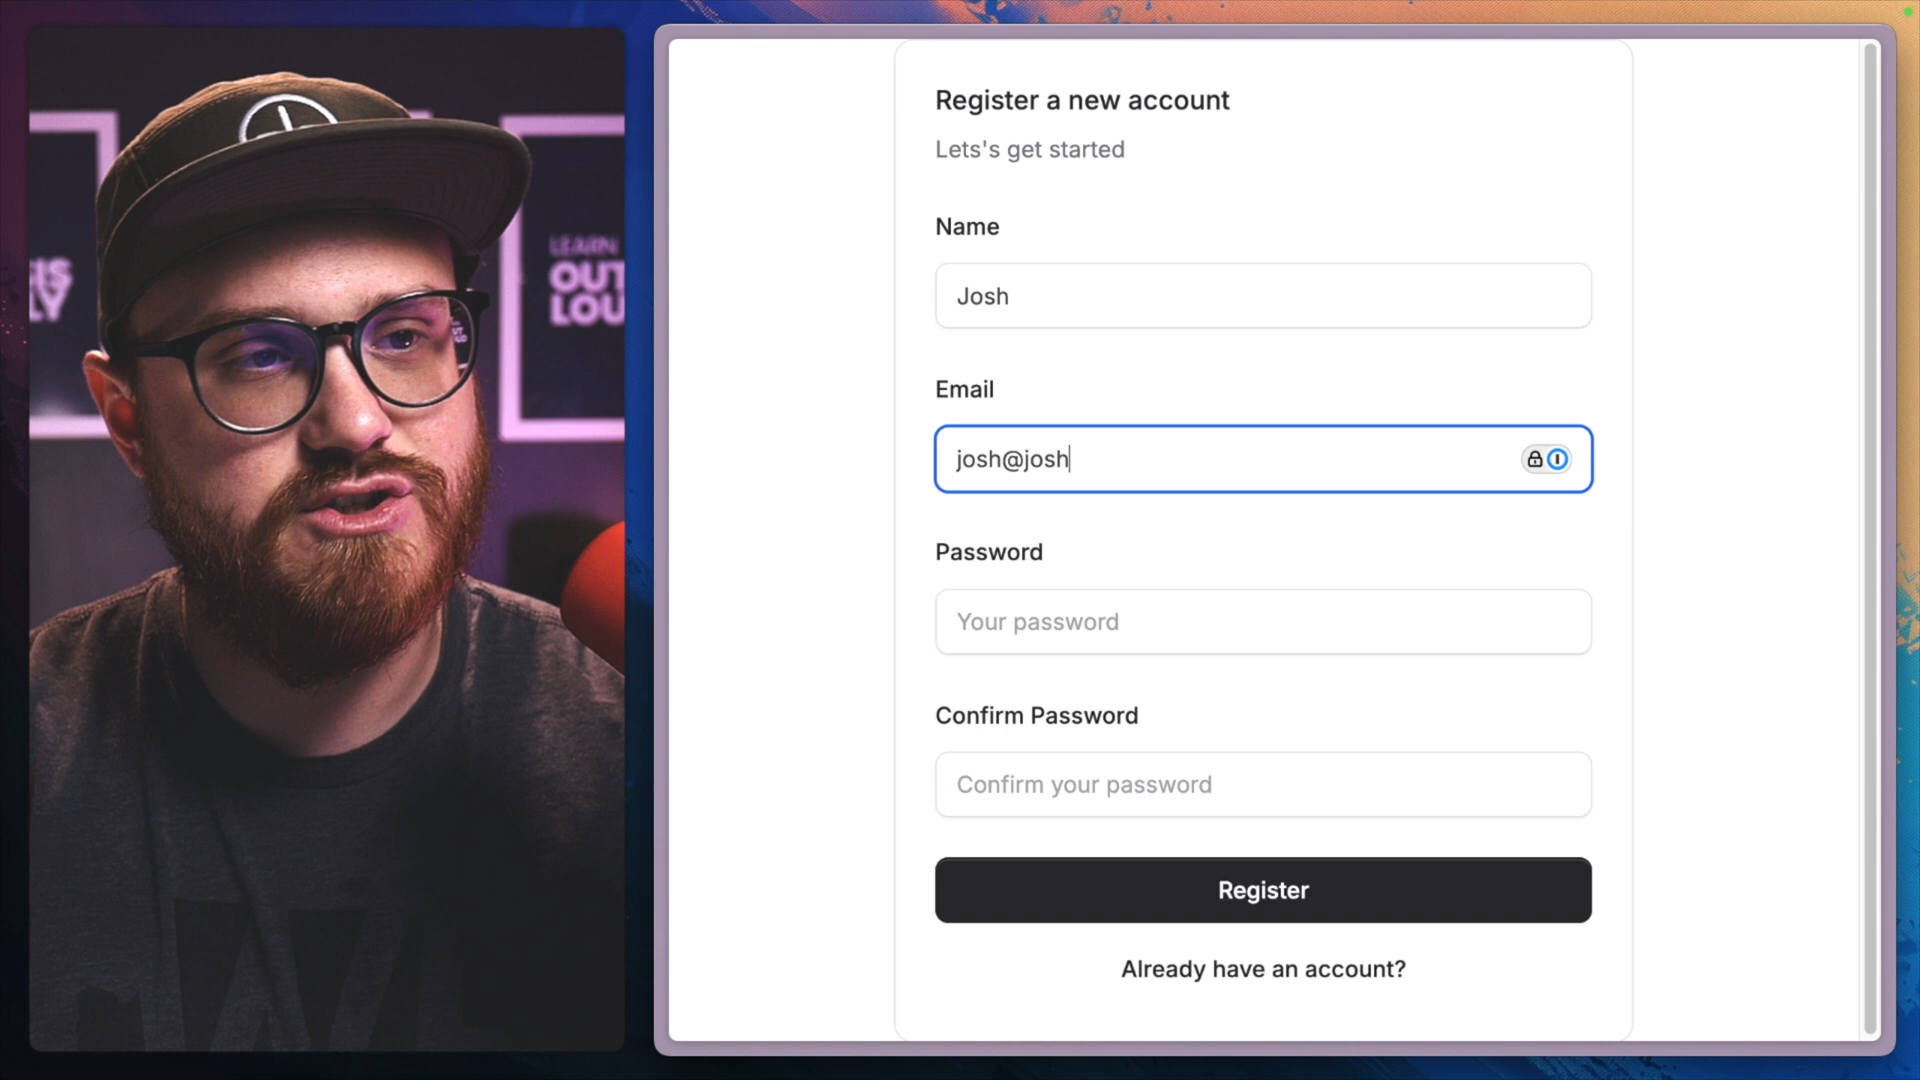 LEARN
OUT
LOU
Register a new account
Lets's get started
Name
Josh
Email
josh@josh
Password
Your password
Confirm Password
Confirm your password
Register
Already have an account?